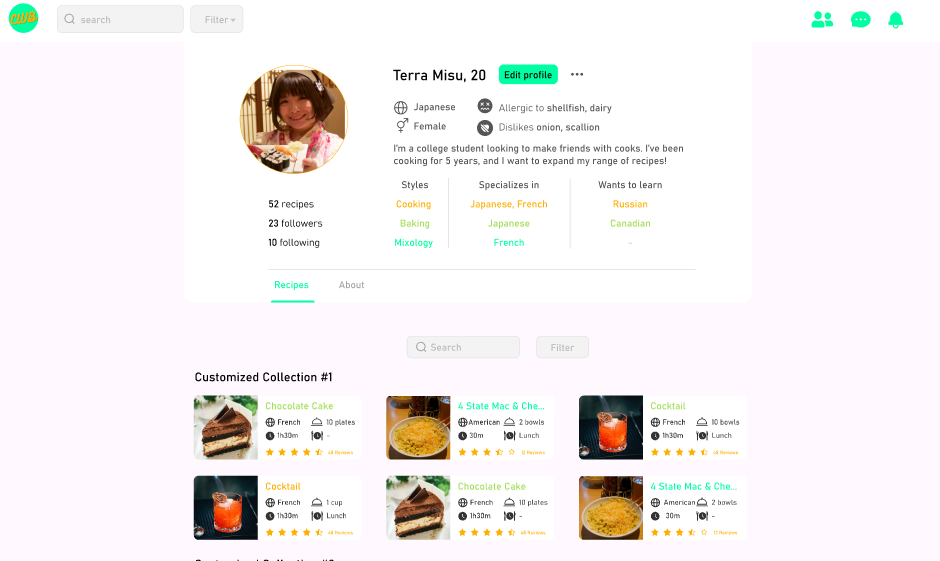 rwa
search
Filter
Terra Misu, 20
Edit profile
Japanese
Allergic to shellfish, dairy
Female
Dislikes onion, scallion
I'm a college student looking to make friends with cooks. I've been
cooking for 5 years, and I want to expand my range of recipes!
52 recipes
23 followers
10 following
Styles Specializes in Wants to learn
Cooking Japanese, French Russian
Baking Japanese Canadian
Mixology French -
Recipes About
Search
Filter
Customized Collection #1
Chocolate Cake
French 10 plates
1h30m -
48 Reviews
4 State Mac & Che...
American 2 bowls
30m Lunch
12 Reviews
Cocktail
French 10 bowls
1h30m Lunch
48 Reviews
Cocktail
French 1 cup
1h30m Lunch
48 Reviews
Chocolate Cake
French 10 plates
1h30m -
48 Reviews
4 State Mac & Che...
American 2 bowls
30m -
12 Reviews